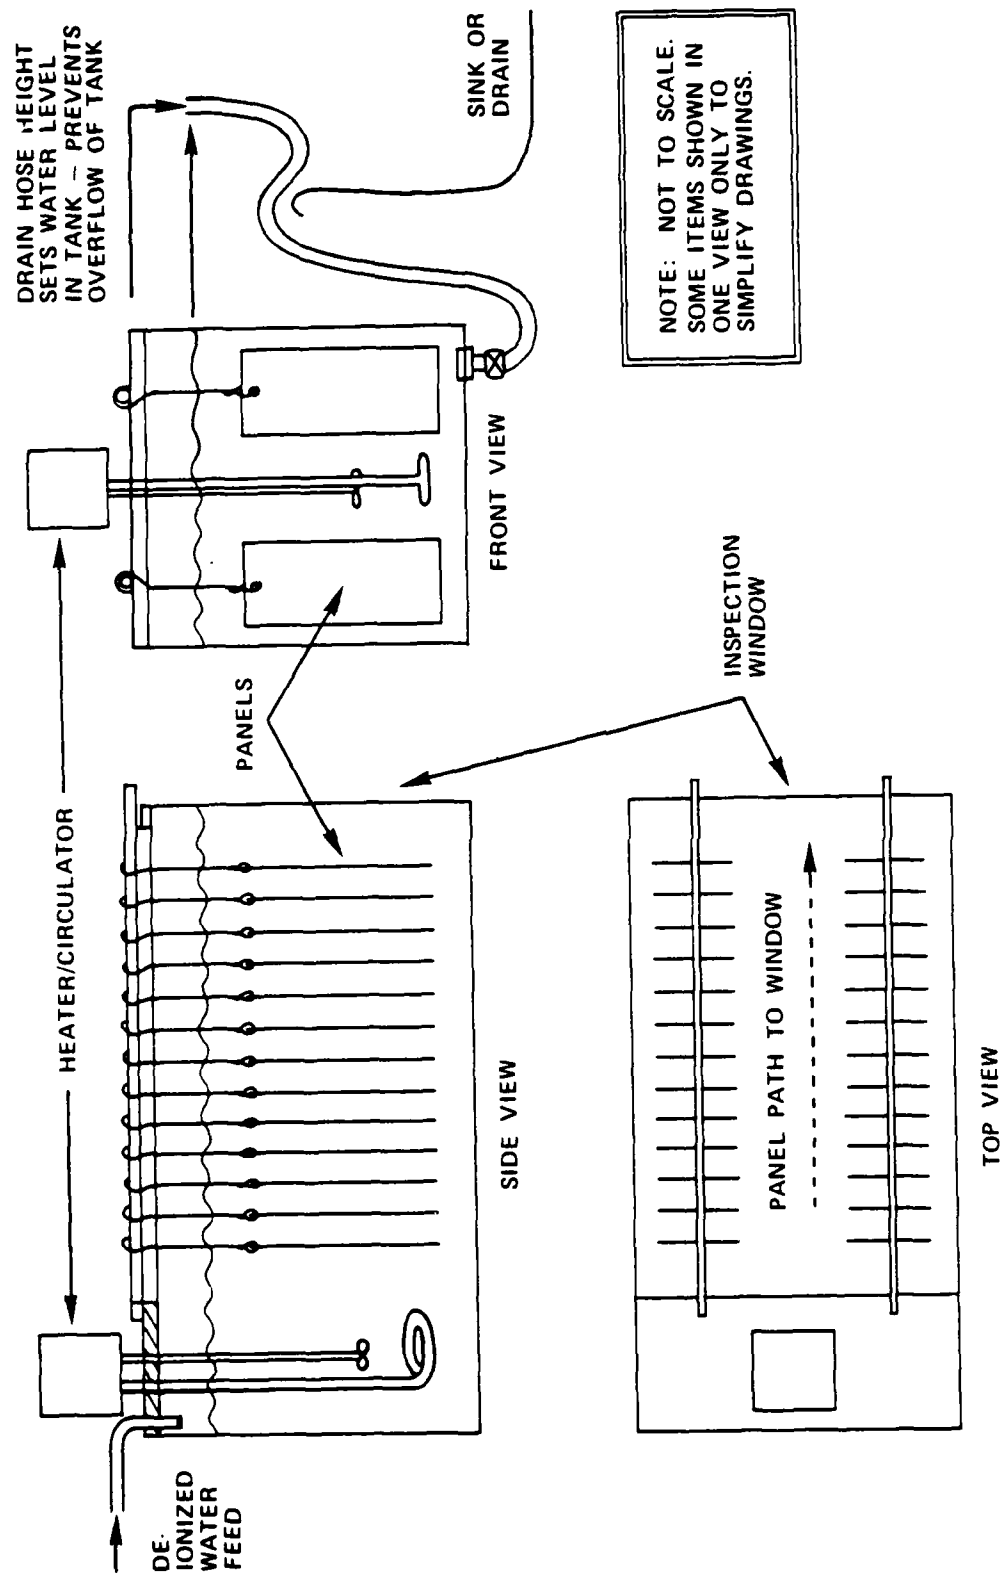 DRAIN HOSE HEIGHT
SETS WATER LEVEL
IN TANK – PREVENTS
OVERFLOW OF TANK
HEATER/CIRCULATOR
DE-
IONIZED
WATER
FEED
PANELS
SINK OR
DRAIN
SIDE VIEW
FRONT VIEW
INSPECTION
WINDOW
PANEL PATH TO WINDOW
TOP VIEW
NOTE: NOT TO SCALE.
SOME ITEMS SHOWN IN
ONE VIEW ONLY TO
SIMPLIFY DRAWINGS.